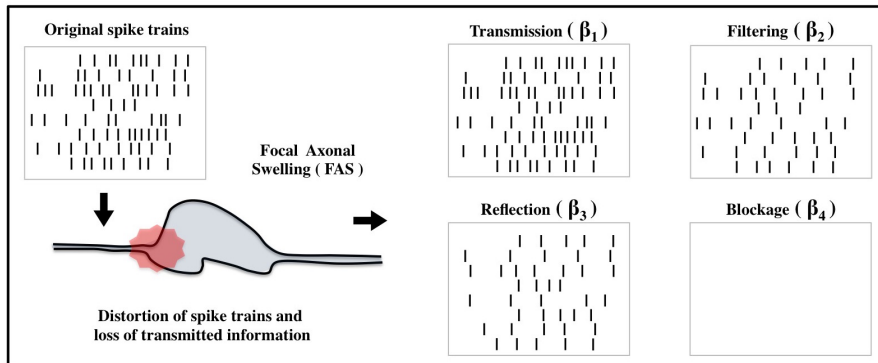 Original spike trains
Transmission ( β1 )
Filtering ( β2 )
Focal Axonal
Swelling ( FAS )
Reflection ( β3 )
Blockage ( β4 )
Distortion of spike trains and
loss of transmitted information